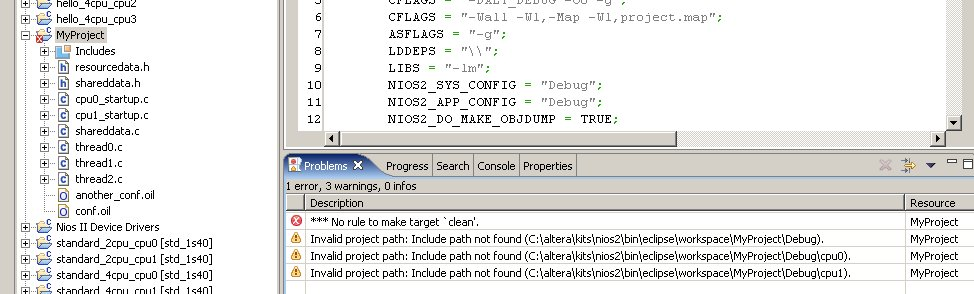 hello_4cpu_cpu2
hello_4cpu_cpu3
MyProject
Includes
resourcedata.h
shareddata.h
cpu0_startup.c
cpu1_startup.c
shareddata.c
thread0.c
thread1.c
thread2.c
another_conf.oil
conf.oil
Nios II Device Drivers
standard_2cpu_cpu0 [std_1s40]
standard_2cpu_cpu1 [std_1s40]
standard_4cpu_cpu0 [std_1s40]
standard_4cpu_cpu1 [std_1s40]
5 CFLAGS = "-DALT_DEBUG -O0 -g";
6 CFLAGS = "-Wall -Wl,-Map -Wl,project.map";
7 ASFLAGS = "-g";
8 LDDEPS = "\\";
9 LIBS = "-lm";
10 NIOS2_SYS_CONFIG = "Debug";
11 NIOS2_APP_CONFIG = "Debug";
12 NIOS2_DO_MAKE_OBJDUMP = TRUE;
Problems Progress Search Console Properties
1 error, 3 warnings, 0 infos
Description Resource
*** No rule to make target `clean'. MyProject
Invalid project path: Include path not found (C:\altera\kits\nios2\bin\eclipse\workspace\MyProject\Debug). MyProject
Invalid project path: Include path not found (C:\altera\kits\nios2\bin\eclipse\workspace\MyProject\Debug\cpu0). MyProject
Invalid project path: Include path not found (C:\altera\kits\nios2\bin\eclipse\workspace\MyProject\Debug\cpu1). MyProject